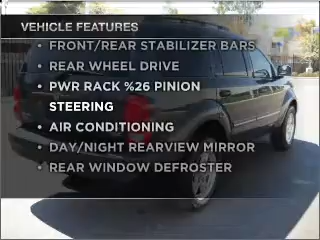 VEHICLE FEATURES
• FRONT/REAR STABILIZER BARS
• REAR WHEEL DRIVE
• PWR RACK %26 PINION
STEERING
• AIR CONDITIONING
• DAY/NIGHT REARVIEW MIRROR
• REAR WINDOW DEFROSTER